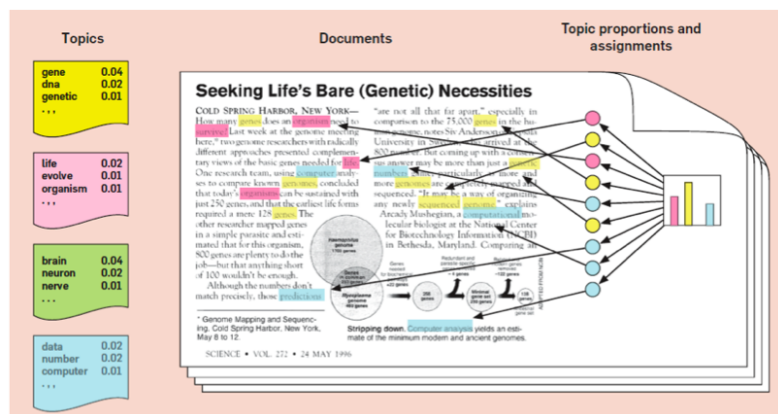 Topics
Documents
Topic proportions and
assignments
gene 0.04
dna 0.02
genetic 0.01
...
life 0.02
evolve 0.01
organism 0.01
...
brain 0.04
neuron 0.02
nerve 0.01
...
data 0.02
number 0.02
computer 0.01
...
Seeking Life's Bare (Genetic) Necessities
COLD SPRING HARBOR, NEW YORK—
How many genes does an organism need to
survive? Last week at the genome meeting
here,* two genome researchers with radically
different approaches presented complemen-
tary views of the basic genes needed for life.
One research team, using computer analy-
ses to compare known genomes, concluded
that today's organisms can be sustained with
just 250 genes, and that the earliest life forms
required a mere 128 genes. The
other researcher mapped genes
in a simple parasite and esti-
mated that for this organism,
800 genes are plenty to do the
job—but that anything short
of 100 wouldn't be enough.
Although the numbers don't
match precisely, those predictions
* Genome Mapping and Sequenc-
ing, Cold Spring Harbor, New York,
May 8 to 12.
"are not all that far apart," especially in
comparison to the 75,000 genes in the hu-
man genome, notes Siv Andersson
University in Sweden, who arrived at the
800 number. But coming up with a consen-
sus answer may be more than just a genetic
numbers particularly as more and
more genomes are completely mapped and
sequenced. "It may be a way of organizing
any newly sequenced genome," explains
Arcady Mushegian, a computational mo-
lecular biologist at the National Center
for Biotechnology Information (NCBI)
in Bethesda, Maryland. Comparing an
Haemophilus
genome
Mycoplasma
genome
Genes
needed
Redundant and
Minimal
gene set
128
genes
Stripping down. Computer analysis yields an esti-
mate of the minimum modern and ancient genomes.
SCIENCE • VOL. 272 • 24 MAY 1996